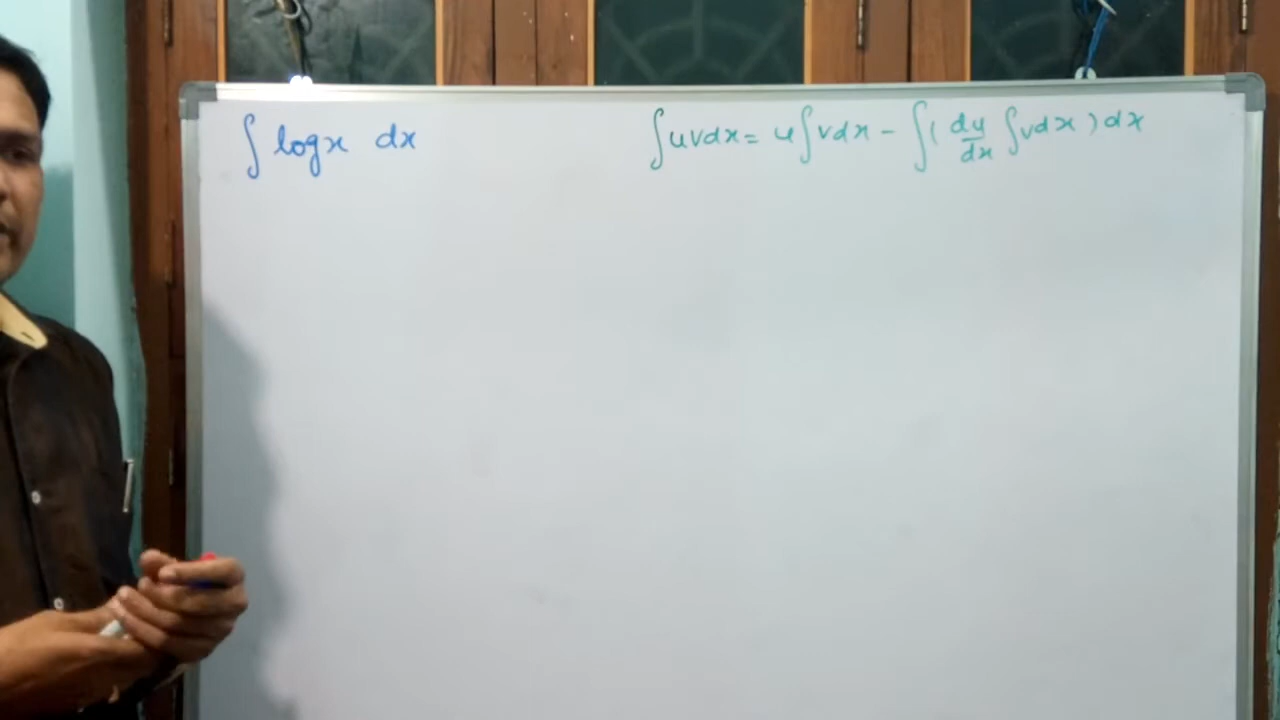 ∫ logx dx
∫uvdx = u∫vdx - ∫( du/dx ∫vdx ) dx